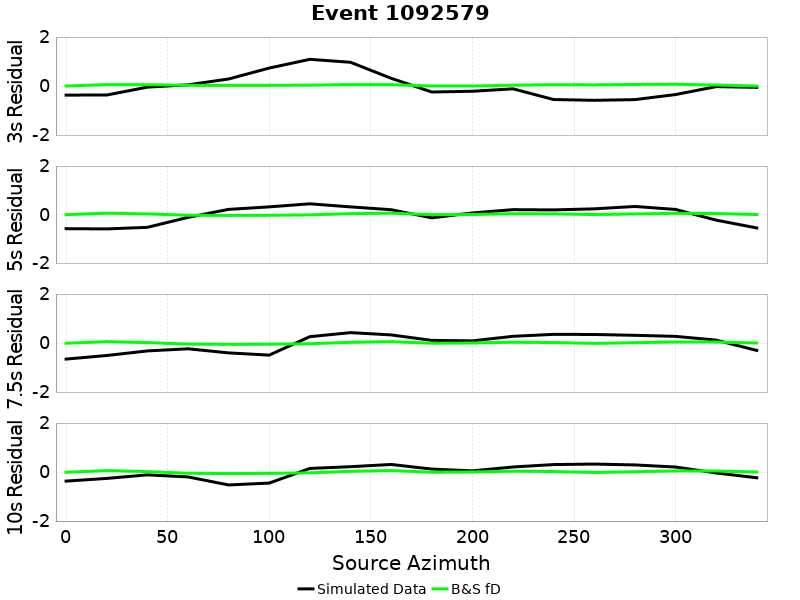 Event 1092579
3s Residual
2
0
-2
5s Residual
2
0
-2
7.5s Residual
2
0
-2
10s Residual
2
0
-2
0 50 100 150 200 250 300
Source Azimuth
Simulated Data B&S fD